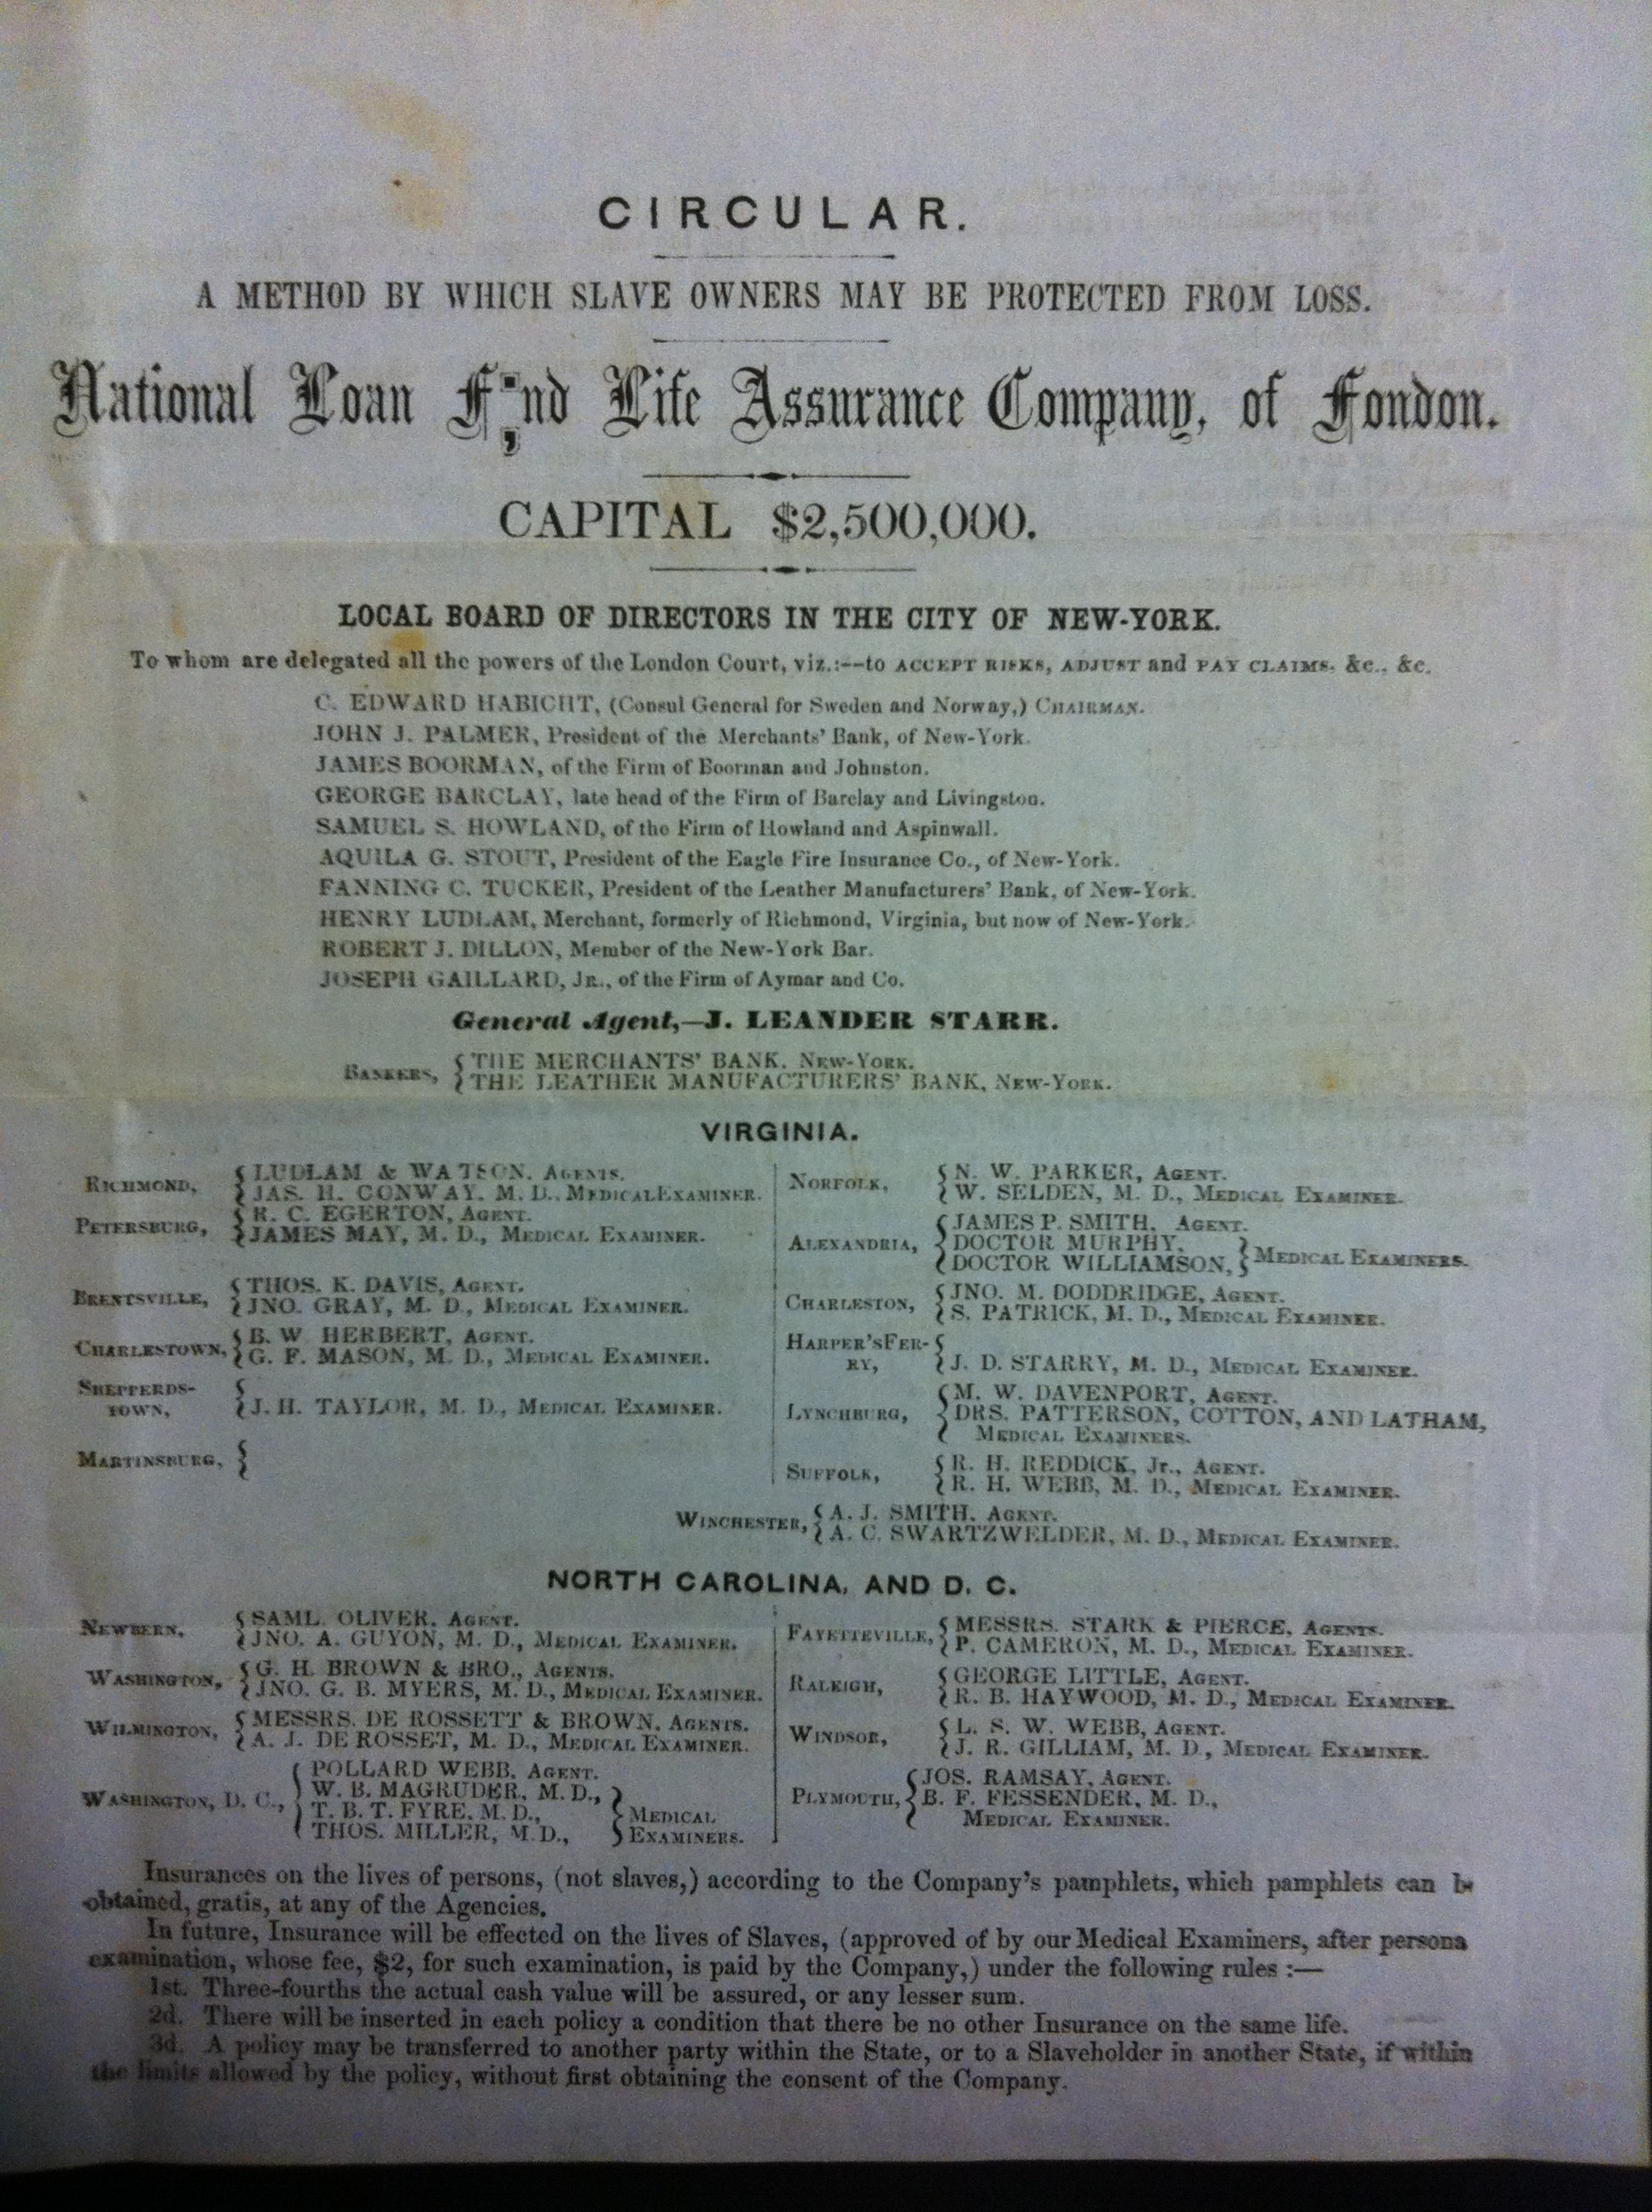 CIRCULAR.
A METHOD BY WHICH SLAVE OWNERS MAY BE PROTECTED FROM LOSS.
National Loan F;nd Life Assurance Company, of Fondon.
CAPITAL $2,500,000.
LOCAL BOARD OF DIRECTORS IN THE CITY OF NEW-YORK.
To whom are delegated all the powers of the London Court, viz.:--to ACCEPT RISKS, ADJUST and PAY CLAIMS, &c., &c.
C. EDWARD HABICHT, (Consul General for Sweden and Norway,) CHAIRMAN.
JOHN J. PALMER, President of the Merchants' Bank, of New-York.
JAMES BOORMAN, of the Firm of Boorman and Johnston.
GEORGE BARCLAY, late head of the Firm of Barclay and Livingston.
SAMUEL S. HOWLAND, of the Firm of Howland and Aspinwall.
AQUILA G. STOUT, President of the Eagle Fire Insurance Co., of New-York.
FANNING C. TUCKER, President of the Leather Manufacturers' Bank, of New-York.
HENRY LUDLAM, Merchant, formerly of Richmond, Virginia, but now of New-York.
ROBERT J. DILLON, Member of the New-York Bar.
JOSEPH GAILLARD, JR., of the Firm of Aymar and Co.
General Agent,—J. LEANDER STARR.
BANKERS, { THE MERCHANTS' BANK, NEW-YORK.
THE LEATHER MANUFACTURERS' BANK, NEW-YORK.
VIRGINIA.
RICHMOND, { LUDLAM & WATSON, AGENTS.
JAS. H. CONWAY, M. D., MEDICAL EXAMINER.
PETERSBURG, { R. C. EGERTON, AGENT.
JAMES MAY, M. D., MEDICAL EXAMINER.
BRENTSVILLE, { THOS. K. DAVIS, AGENT.
JNO. GRAY, M. D., MEDICAL EXAMINER.
CHARLESTOWN, { B. W. HERBERT, AGENT.
G. F. MASON, M. D., MEDICAL EXAMINER.
SHEPPERDS-
TOWN, { J. H. TAYLOR, M. D., MEDICAL EXAMINER.
MARTINSBURG, {
NORFOLK, { N. W. PARKER, AGENT.
W. SELDEN, M. D., MEDICAL EXAMINER.
ALEXANDRIA, { JAMES P. SMITH, AGENT.
DOCTOR MURPHY,
DOCTOR WILLIAMSON, } MEDICAL EXAMINERS.
CHARLESTON, { JNO. M. DODDRIDGE, AGENT.
S. PATRICK, M. D., MEDICAL EXAMINER.
HARPER'S FER-
RY, { J. D. STARRY, M. D., MEDICAL EXAMINER.
LYNCHBURG, { M. W. DAVENPORT, AGENT.
DRS. PATTERSON, COTTON, AND LATHAM,
MEDICAL EXAMINERS.
SUFFOLK, { R. H. REDDICK, Jr., AGENT.
R. H. WEBB, M. D., MEDICAL EXAMINER.
WINCHESTER, { A. J. SMITH, AGENT.
A. C. SWARTZWELDER, M. D., MEDICAL EXAMINER.
NORTH CAROLINA, AND D. C.
NEWBERN, { SAML. OLIVER, AGENT.
JNO. A. GUYON, M. D., MEDICAL EXAMINER.
WASHINGTON, { G. H. BROWN & BRO., AGENTS.
JNO. G. B. MYERS, M. D., MEDICAL EXAMINER.
WILMINGTON, { MESSRS. DE ROSSETT & BROWN, AGENTS.
A. J. DE ROSSET, M. D., MEDICAL EXAMINER.
WASHINGTON, D. C., { POLLARD WEBB, AGENT.
W. B. MAGRUDER, M. D.,
T. B. T. FYRE, M. D.,
THOS. MILLER, M. D., } MEDICAL
EXAMINERS.
FAYETTEVILLE, { MESSRS. STARK & PIERCE, AGENTS.
P. CAMERON, M. D., MEDICAL EXAMINER.
RALEIGH, { GEORGE LITTLE, AGENT.
R. B. HAYWOOD, M. D., MEDICAL EXAMINER.
WINDSOR, { L. S. W. WEBB, AGENT.
J. R. GILLIAM, M. D., MEDICAL EXAMINER.
PLYMOUTH, { JOS. RAMSAY, AGENT.
B. F. FESSENDER, M. D.,
MEDICAL EXAMINER.
Insurances on the lives of persons, (not slaves,) according to the Company's pamphlets, which pamphlets can be
obtained, gratis, at any of the Agencies.
In future, Insurance will be effected on the lives of Slaves, (approved of by our Medical Examiners, after persona
examination, whose fee, $2, for such examination, is paid by the Company,) under the following rules :—
1st. Three-fourths the actual cash value will be assured, or any lesser sum.
2d. There will be inserted in each policy a condition that there be no other Insurance on the same life.
3d. A policy may be transferred to another party within the State, or to a Slaveholder in another State, if within
the limits allowed by the policy, without first obtaining the consent of the Company.